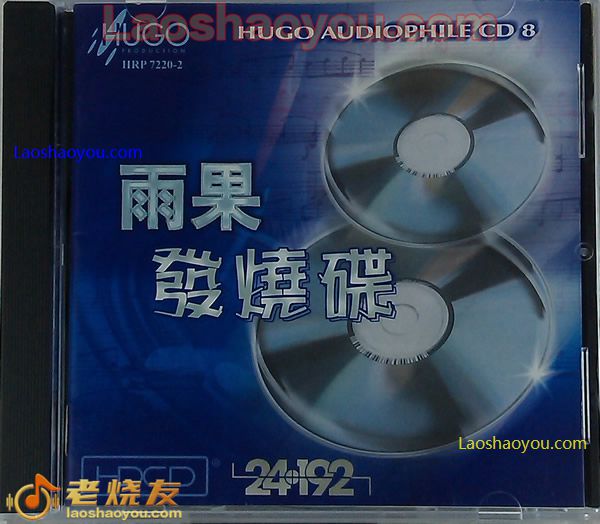 Laoshaoyou.com
HUGO
PRODUCTION
HRP 7220-2
HUGO AUDIOPHILE CD 8
Laoshaoyou.com
雨果
發燒碟
Laoshaoyou.com
HDCD
24•192
老烧友
laoshaoyou.com